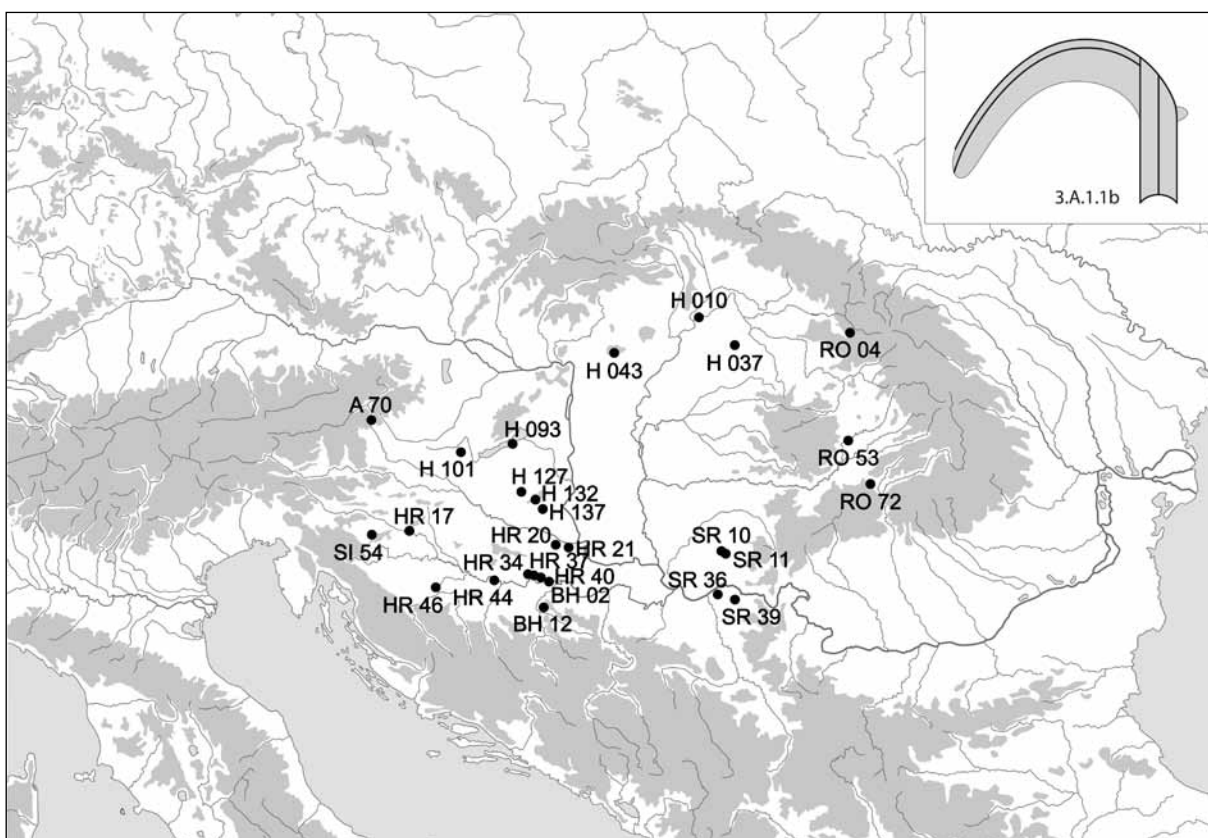 3.A.1.1b
H 010
RO 04
H 037
H 043
A 70
H 093
H 101
RO 53
RO 72
H 127
H 132
H 137
HR 17
HR 20
HR 21
SR 10
SR 11
SI 54
HR 34
HR 37
HR 40
SR 36
HR 46
HR 44
BH 02
SR 39
BH 12